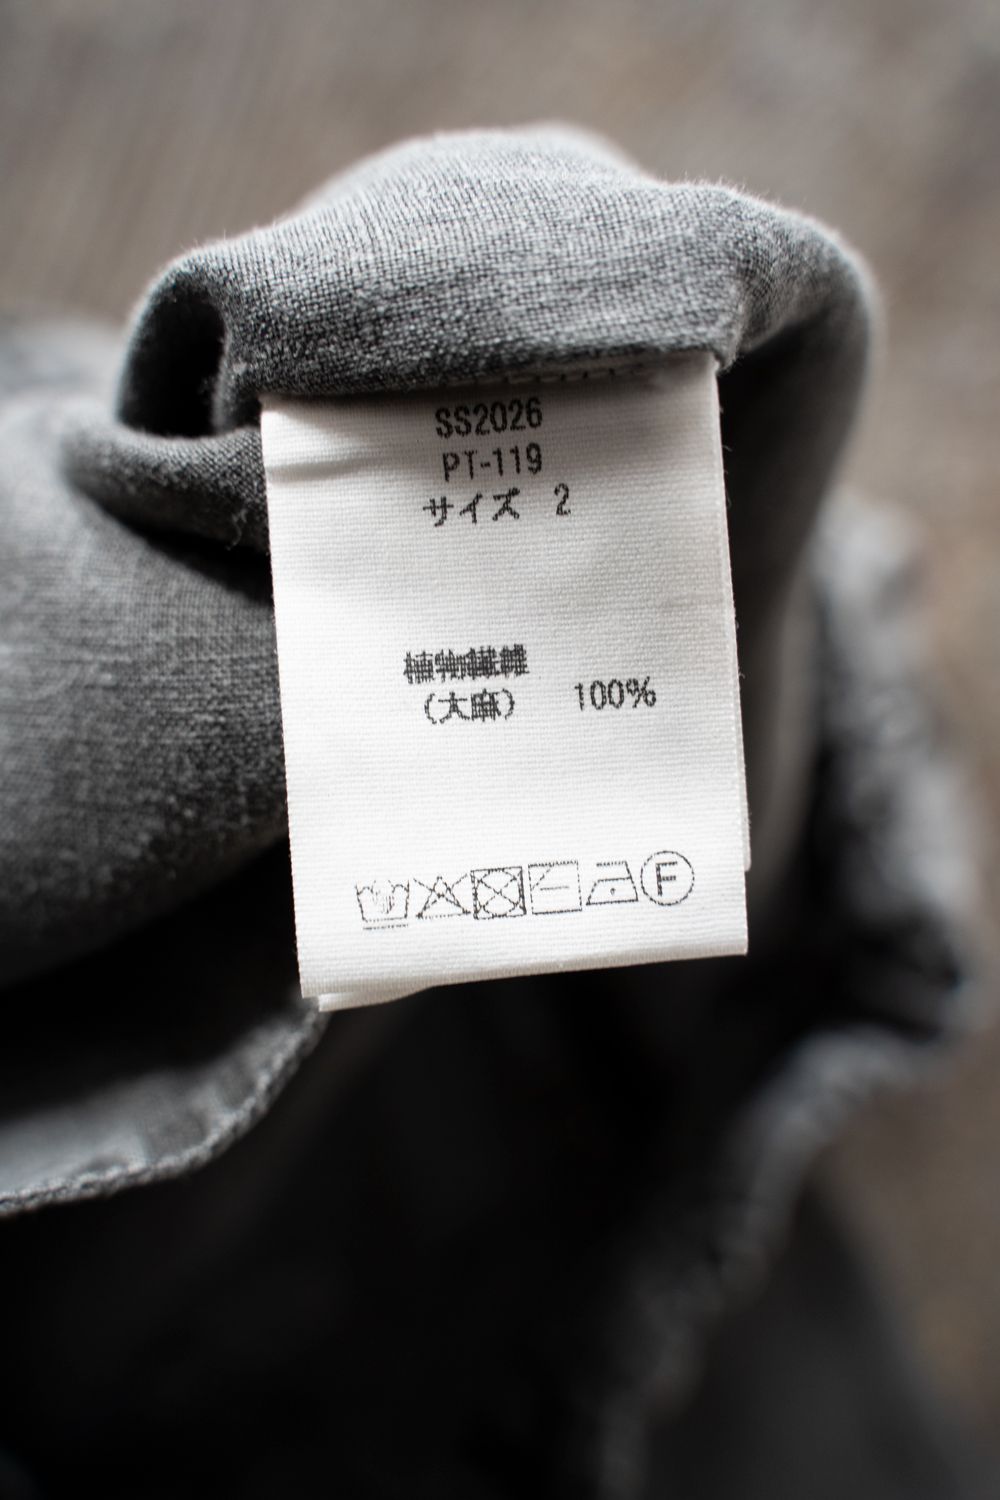 SS2026
PT-119
サイズ 2
植物繊維
(大麻) 100%
F